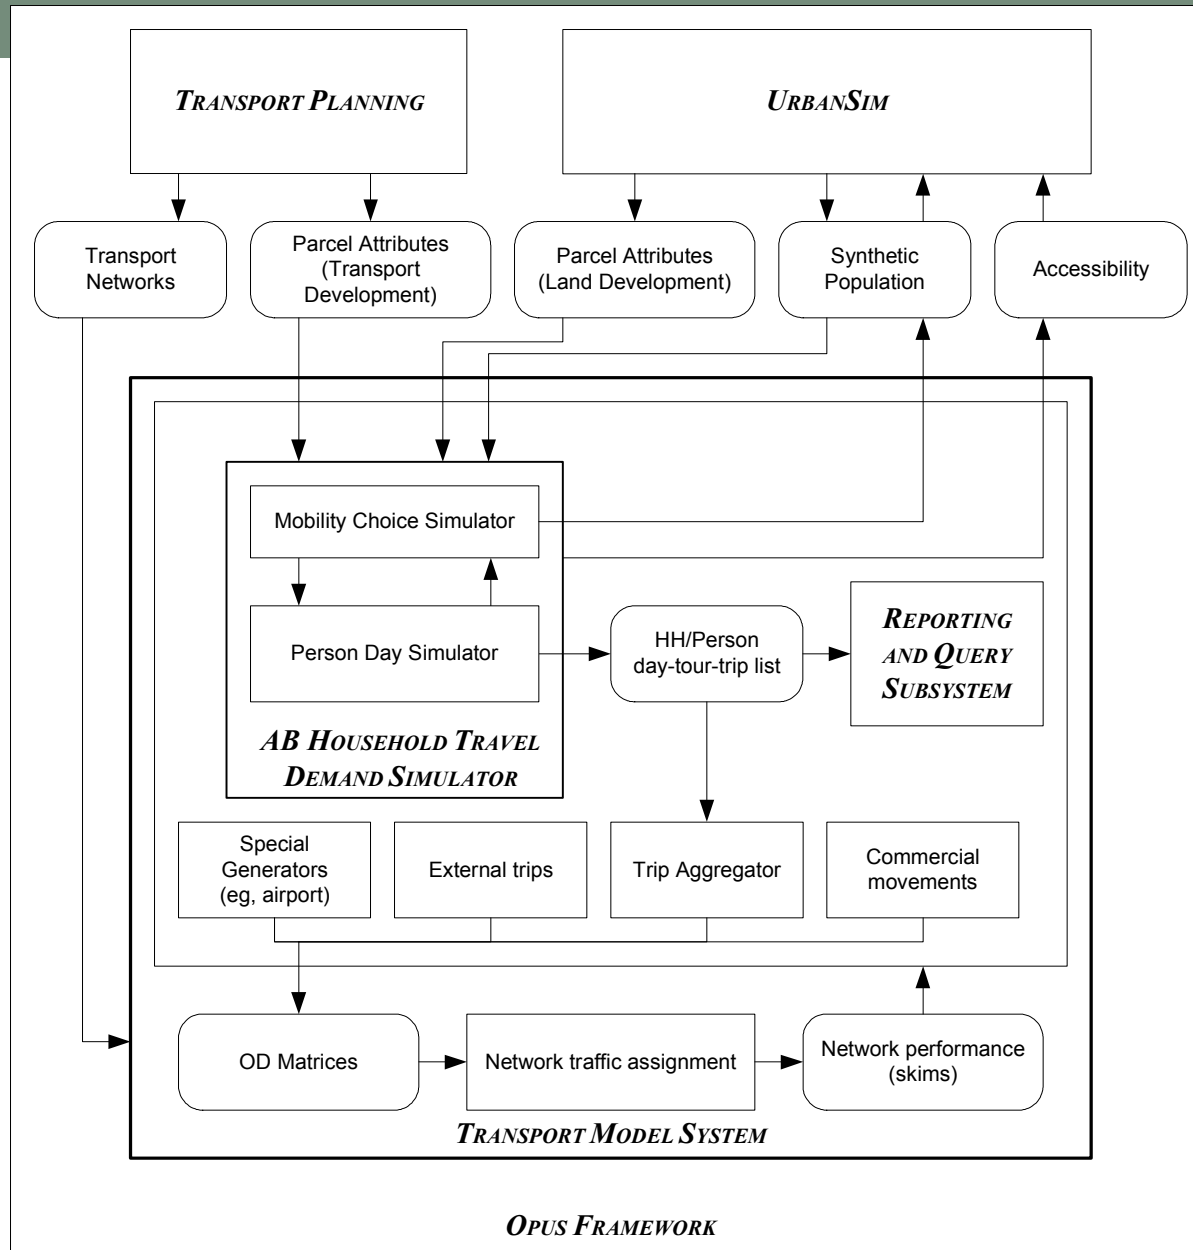 TRANSPORT PLANNING
URBANSIM
Transport
Networks
Parcel Attributes
(Transport
Development)
Parcel Attributes
(Land Development)
Synthetic
Population
Accessibility
Mobility Choice Simulator
Person Day Simulator
AB HOUSEHOLD TRAVEL
DEMAND SIMULATOR
HH/Person
day-tour-trip list
REPORTING
AND QUERY
SUBSYSTEM
Special
Generators
(eg, airport)
External trips
Trip Aggregator
Commercial
movements
OD Matrices
Network traffic assignment
Network performance
(skims)
TRANSPORT MODEL SYSTEM
OPUS FRAMEWORK